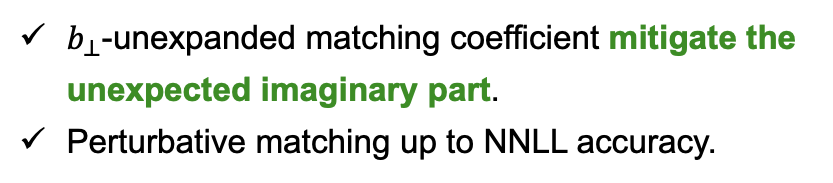 ✓ b⊥-unexpanded matching coefficient mitigate the
unexpected imaginary part.
✓ Perturbative matching up to NNLL accuracy.